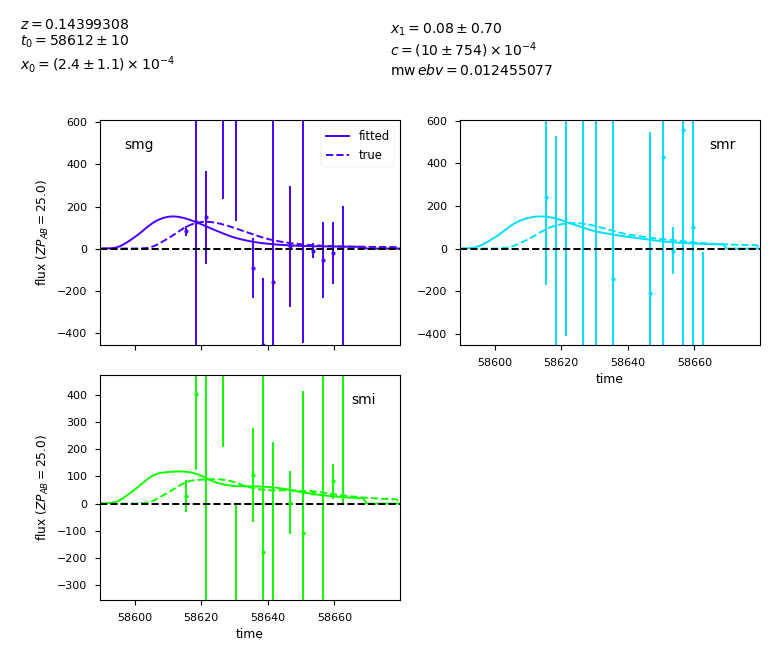 z = 0.14399308
t₀ = 58612 ± 10
x₀ = (2.4 ± 1.1) × 10⁻⁴
x₁ = 0.08 ± 0.70
c = (10 ± 754) × 10⁻⁴
mw ebv = 0.012455077
600
400
200
0
−200
−400
flux (ZP_AB = 25.0)
smg
fitted
true
600
400
200
0
−200
−400
smr
58600 58620 58640 58660
time
400
300
200
100
0
−100
−200
−300
flux (ZP_AB = 25.0)
smi
58600 58620 58640 58660
time